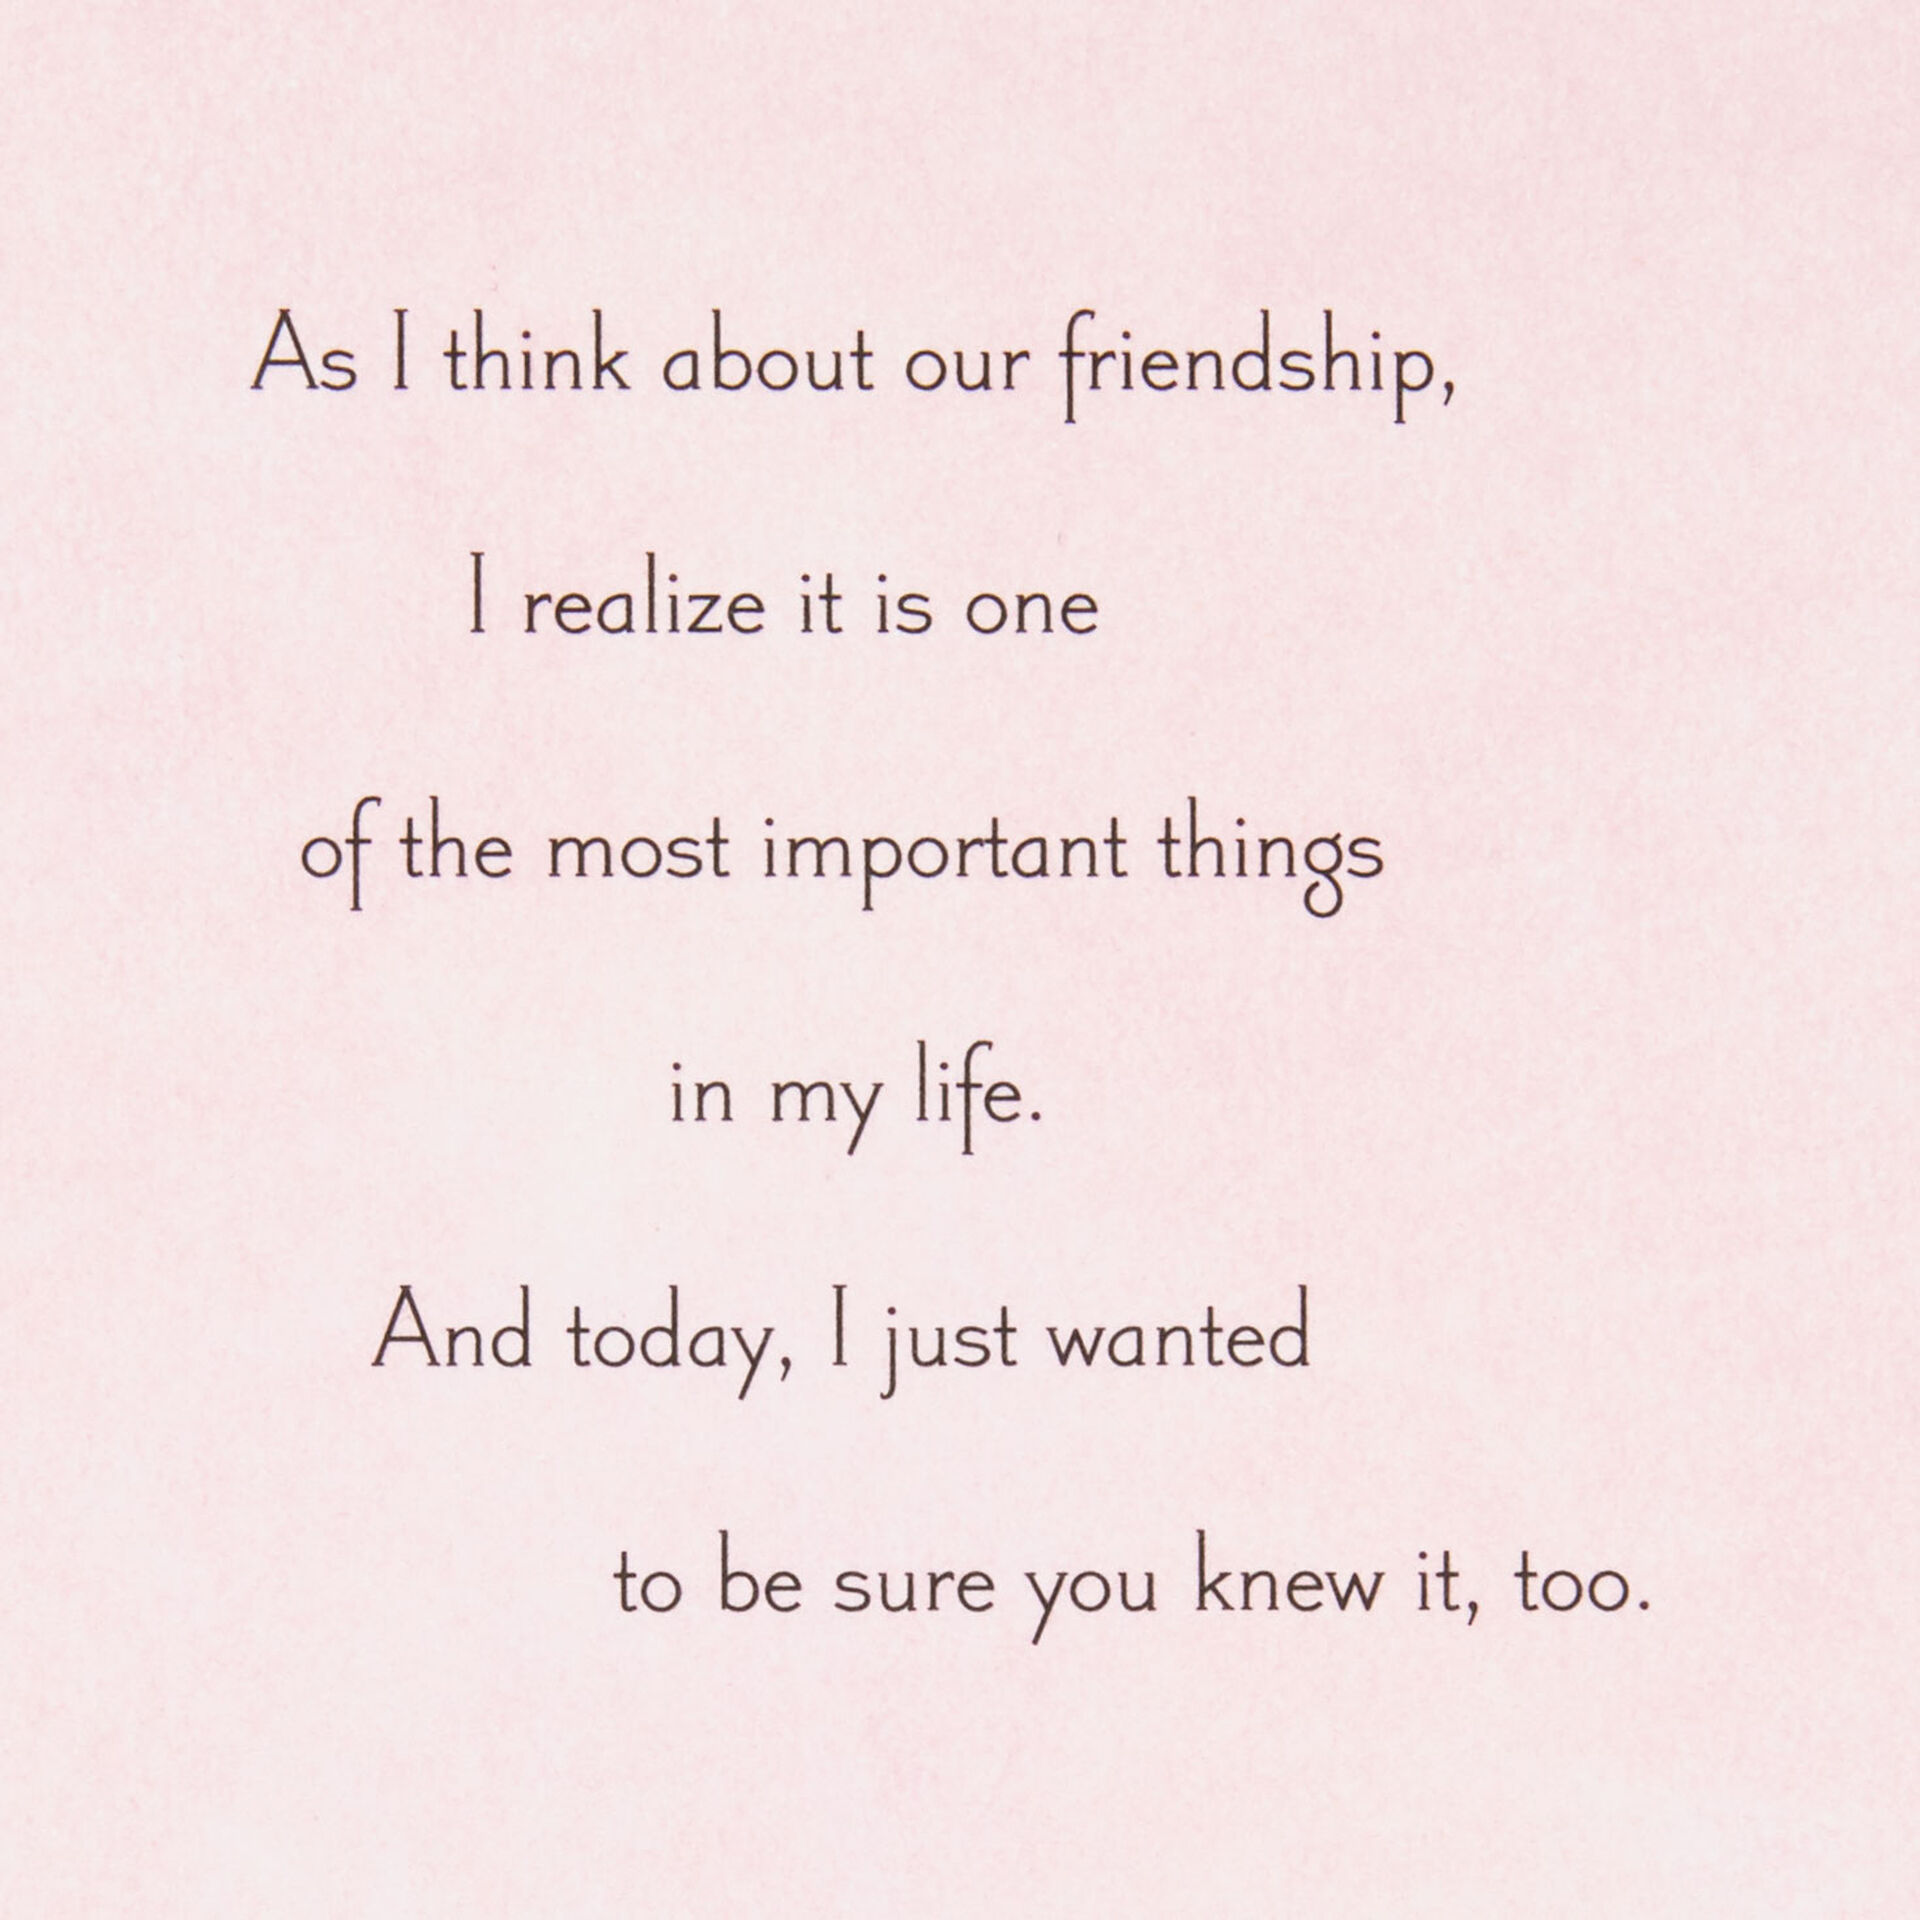 As I think about our friendship,
I realize it is one
of the most important things
in my life.
And today, I just wanted
to be sure you knew it, too.